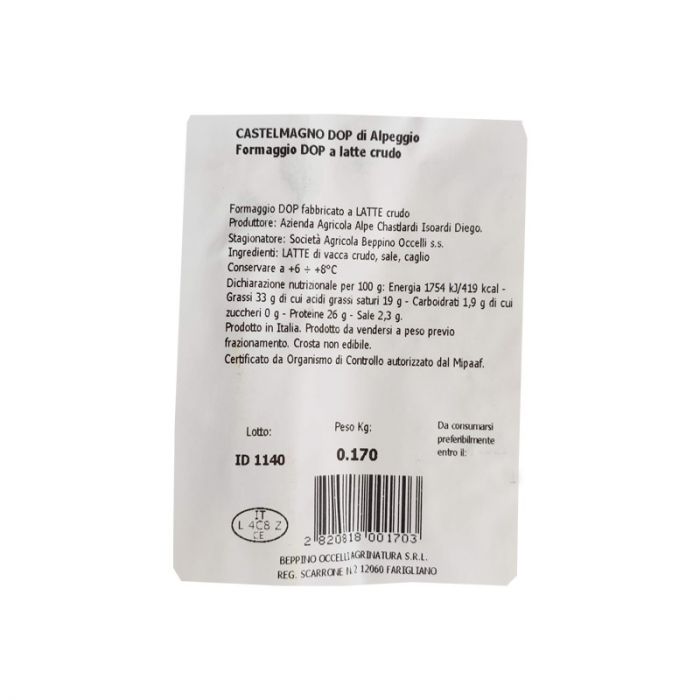 CASTELMAGNO DOP di Alpeggio
Formaggio DOP a latte crudo
Formaggio DOP fabbricato a LATTE crudo
Produttore: Azienda Agricola Alpe Chastlardi Isoardi Diego.
Stagionatore: Società Agricola Beppino Occelli s.s.
Ingredienti: LATTE di vacca crudo, sale, caglio
Conservare a +6 ÷ +8°C
Dichiarazione nutrizionale per 100 g: Energia 1754 kJ/419 kcal -
Grassi 33 g di cui acidi grassi saturi 19 g - Carboidrati 1,9 g di cui
zuccheri 0 g - Proteine 26 g - Sale 2,3 g.
Prodotto in Italia. Prodotto da vendersi a peso previo
frazionamento. Crosta non edibile.
Certificato da Organismo di Controllo autorizzato dal Mipaaf.
Lotto:
ID 1140
Peso Kg:
0.170
Da consumarsi
preferibilmente
entro il:
IT
L 4C8 Z
CE
2 820818 001703
BEPPINO OCCELLI AGRINATURA S.R.L.
REG. SCARRONE N.2 12060 FARIGLIANO